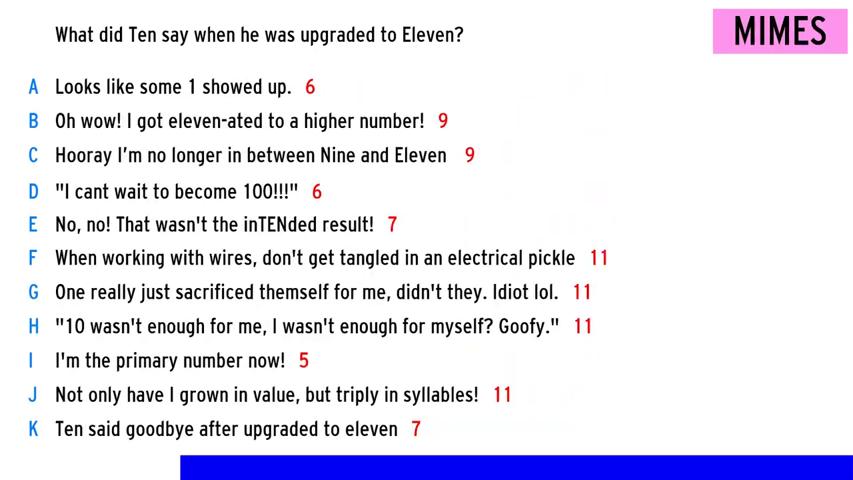 What did Ten say when he was upgraded to Eleven?
MIMES
A Looks like some 1 showed up. 6
B Oh wow! I got eleven-ated to a higher number! 9
C Hooray I'm no longer in between Nine and Eleven 9
D "I cant wait to become 100!!!" 6
E No, no! That wasn't the inTENded result! 7
F When working with wires, don't get tangled in an electrical pickle 11
G One really just sacrificed themself for me, didn't they. Idiot lol. 11
H "10 wasn't enough for me, I wasn't enough for myself? Goofy." 11
I I'm the primary number now! 5
J Not only have I grown in value, but triply in syllables! 11
K Ten said goodbye after upgraded to eleven 7